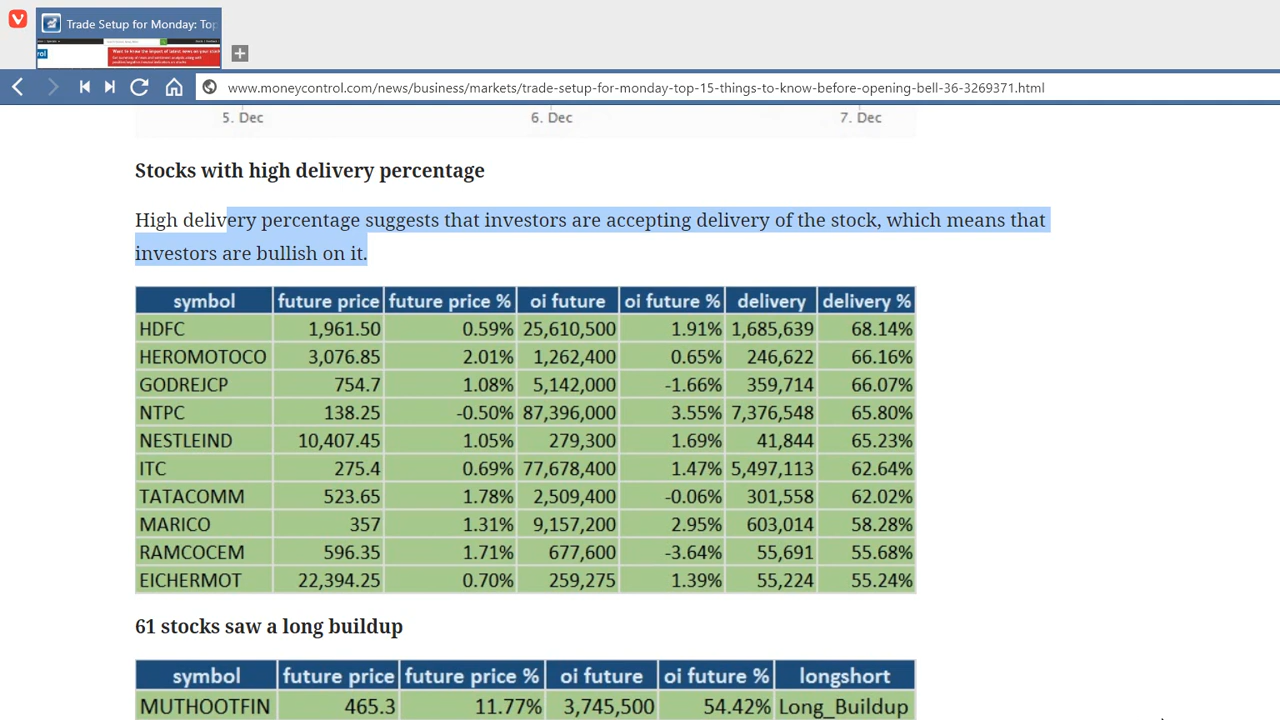 Trade Setup for Monday: Top
Want to know the impact of latest news on your stock
www.moneycontrol.com/news/business/markets/trade-setup-for-monday-top-15-things-to-know-before-opening-bell-36-3269371.html
5. Dec 6. Dec 7. Dec
Stocks with high delivery percentage
High delivery percentage suggests that investors are accepting delivery of the stock, which means that
investors are bullish on it.
symbol future price future price % oi future oi future % delivery delivery %
HDFC 1,961.50 0.59% 25,610,500 1.91% 1,685,639 68.14%
HEROMOTOCO 3,076.85 2.01% 1,262,400 0.65% 246,622 66.16%
GODREJCP 754.7 1.08% 5,142,000 -1.66% 359,714 66.07%
NTPC 138.25 -0.50% 87,396,000 3.55% 7,376,548 65.80%
NESTLEIND 10,407.45 1.05% 279,300 1.69% 41,844 65.23%
ITC 275.4 0.69% 77,678,400 1.47% 5,497,113 62.64%
TATACOMM 523.65 1.78% 2,509,400 -0.06% 301,558 62.02%
MARICO 357 1.31% 9,157,200 2.95% 603,014 58.28%
RAMCOCEM 596.35 1.71% 677,600 -3.64% 55,691 55.68%
EICHERMOT 22,394.25 0.70% 259,275 1.39% 55,224 55.24%
61 stocks saw a long buildup
symbol future price future price % oi future oi future % longshort
MUTHOOTFIN 465.3 11.77% 3,745,500 54.42% Long_Buildup